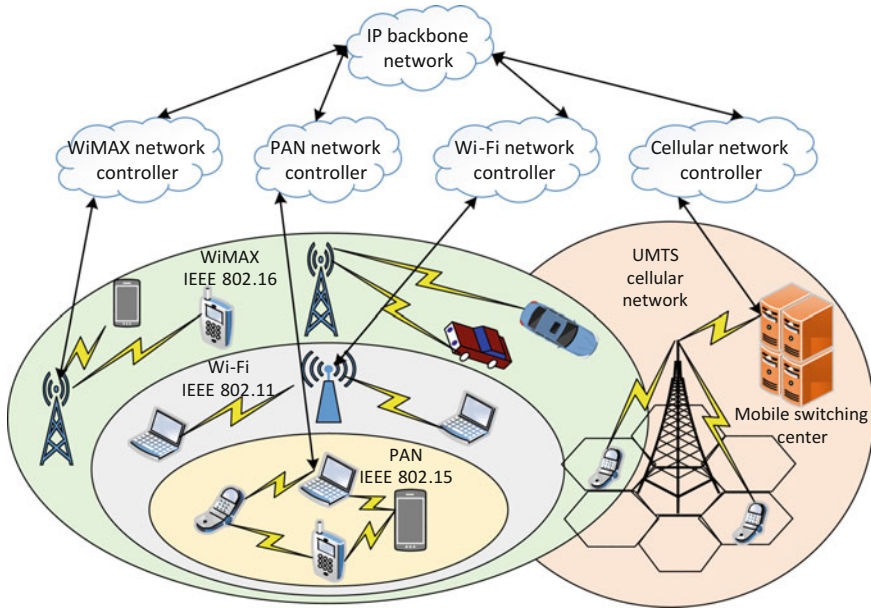 IP backbone
network
WiMAX network
controller
PAN network
controller
Wi-Fi network
controller
Cellular network
controller
WiMAX
IEEE 802.16
UMTS
cellular
network
Wi-Fi
IEEE 802.11
Mobile switching
center
PAN
IEEE 802.15